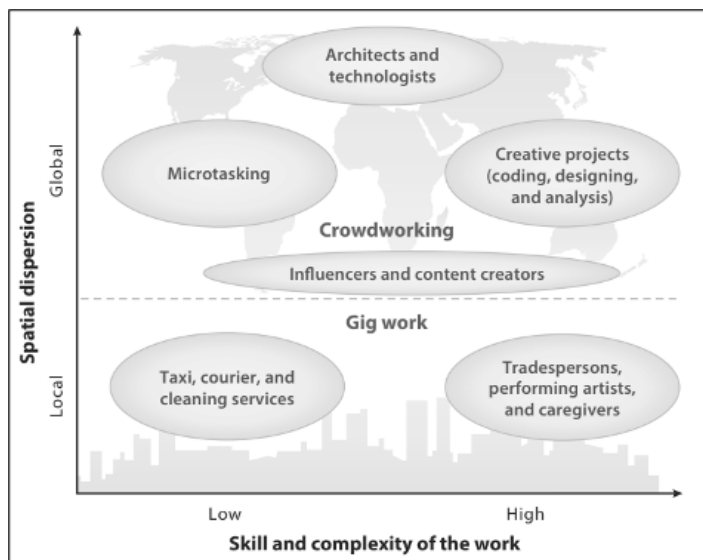 Architects and
technologists
Microtasking
Creative projects
(coding, designing,
and analysis)
Crowdworking
Influencers and content creators
Gig work
Taxi, courier, and
cleaning services
Tradespersons,
performing artists,
and caregivers
Spatial dispersion
Global
Local
Low
High
Skill and complexity of the work